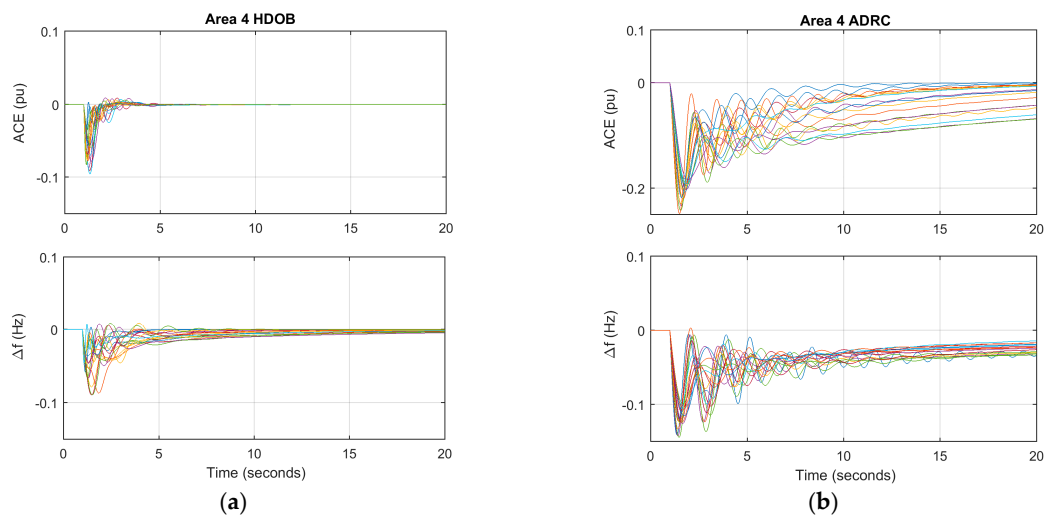 Area 4 HDOB
0.1
0
-0.1
ACE (pu)
0 5 10 15 20
0.1
0
-0.1
Δf (Hz)
0 5 10 15 20
Time (seconds)
(a)
Area 4 ADRC
0.1
0
-0.2
ACE (pu)
0 5 10 15 20
0.1
0
-0.1
Δf (Hz)
0 5 10 15 20
Time (seconds)
(b)